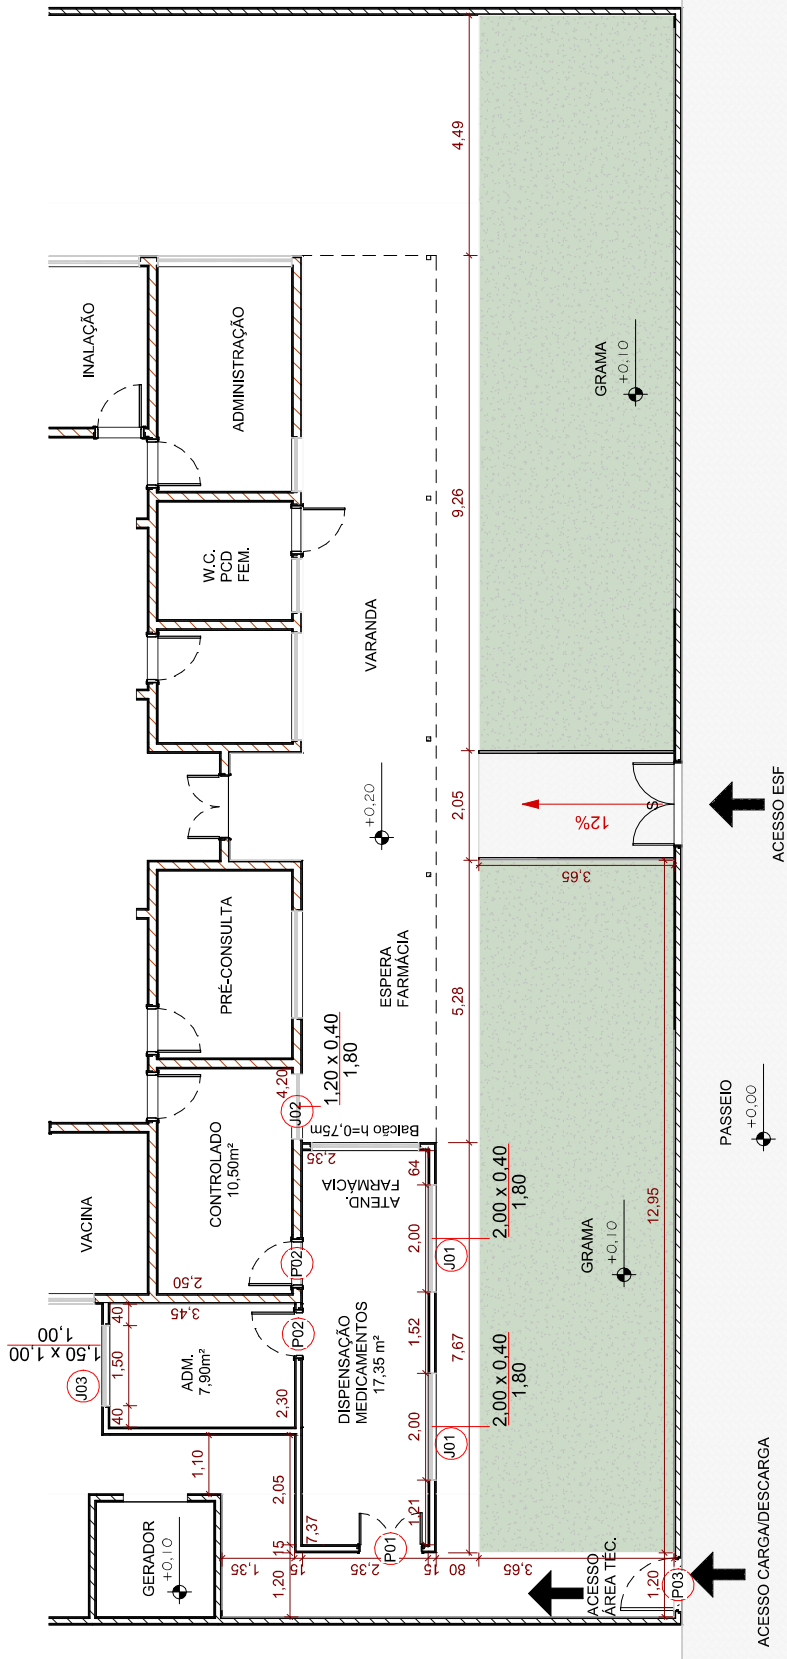 INALAÇÃO
ADMINISTRAÇÃO
W.C.
PCD
FEM.
VARANDA
4,49
9,26
GRAMA
+0,10
+0,20
2,05
12%
S
3,65
ACESSO ESF
PRÉ-CONSULTA
ESPERA
FARMÁCIA
5,28
1,20 x 0,40
1,80
J02
4,20
Balcão h=0,75m
2,35
CONTROLADO
10,50m²
2,50
VACINA
P02
ATEND.
FARMÁCIA
64
2,00
J01
2,00 x 0,40
1,80
PASSEIO
+0,00
12,95
GRAMA
+0,10
3,45
40
1,50
40
1,50 x 1,00
1,00
J03
ADM.
7,90m²
2,30
P02
DISPENSAÇÃO
MEDICAMENTOS
17,35 m²
1,52
7,67
2,00
J01
2,00 x 0,40
1,80
1,10
2,05
7,37
1,21
P01
GERADOR
+0,10
15
1,35
1,20
15
2,35
15
80
3,65
1,20
ACESSO
ÁREA TÉC.
P03
ACESSO CARGA/DESCARGA